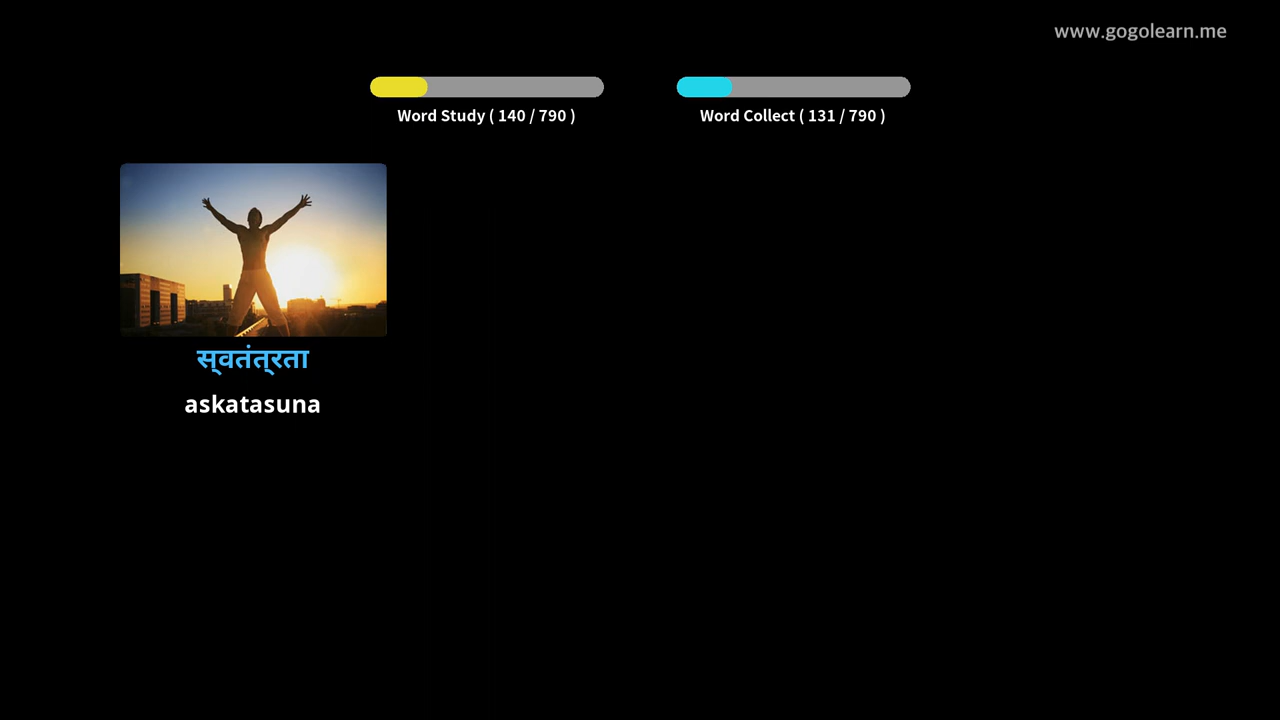 www.gogolearn.me
Word Study ( 140 / 790 )
Word Collect ( 131 / 790 )
स्वतंत्रता
askatasuna